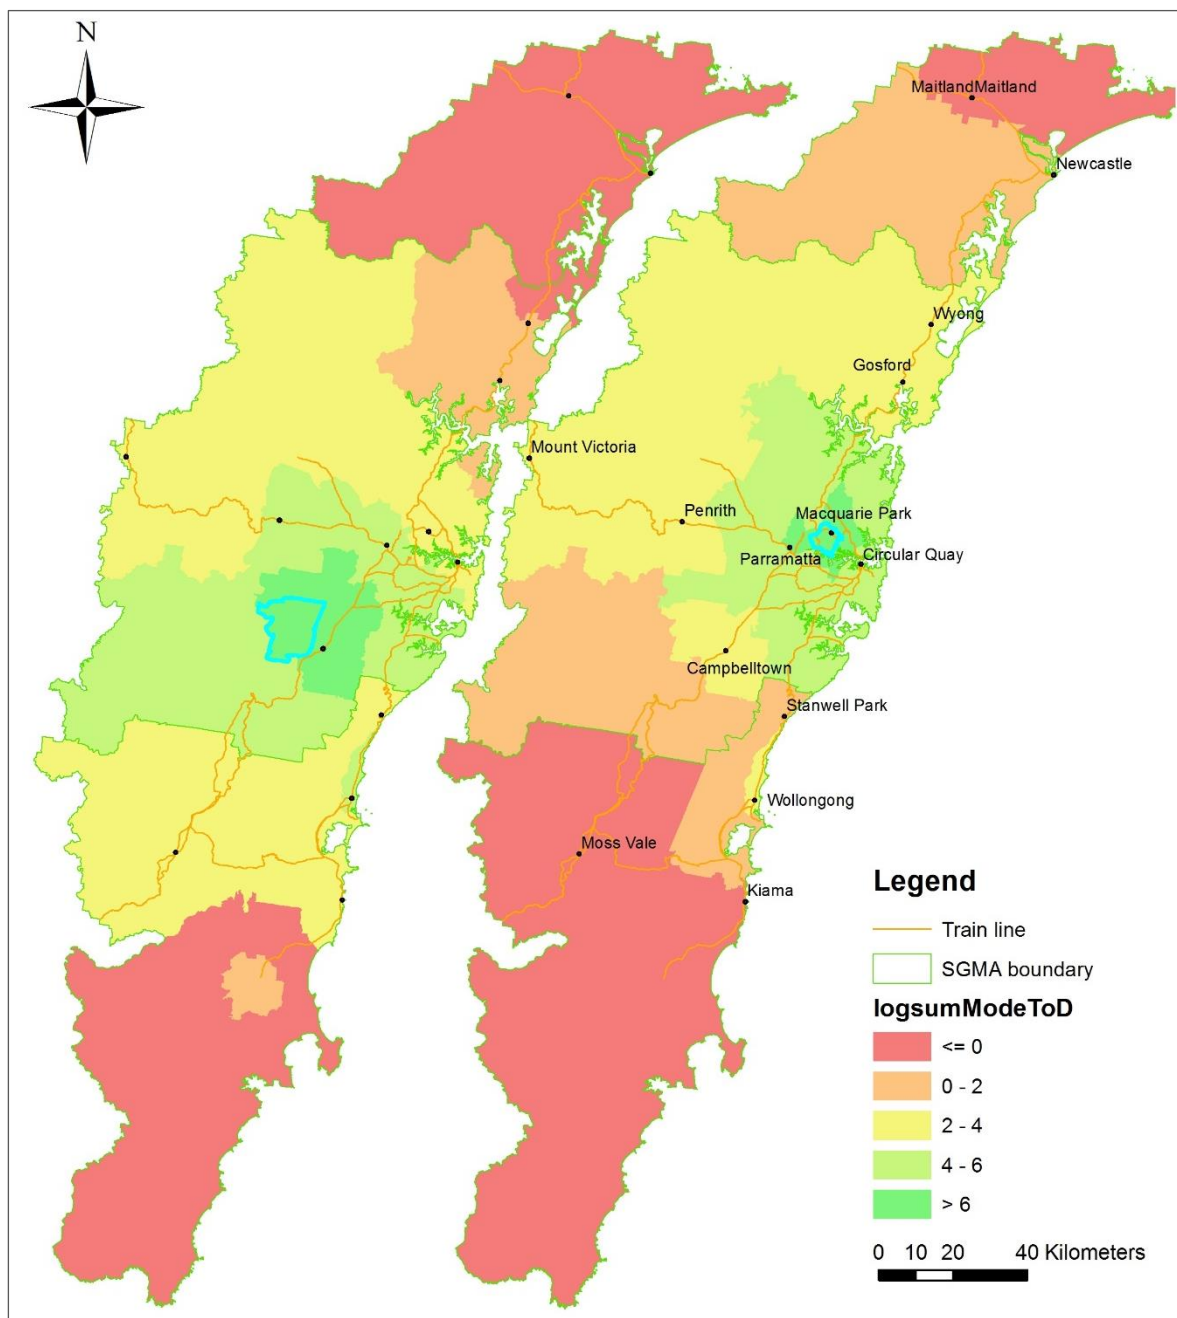 N
MaitlandMaitland
Newcastle
Wyong
Gosford
Mount Victoria
Penrith
Macquarie Park
Parramatta
Circular Quay
Campbelltown
Stanwell Park
Wollongong
Moss Vale
Kiama
Legend
Train line
SGMA boundary
logsumModeToD
<= 0
0 - 2
2 - 4
4 - 6
> 6
0 10 20 40 Kilometers